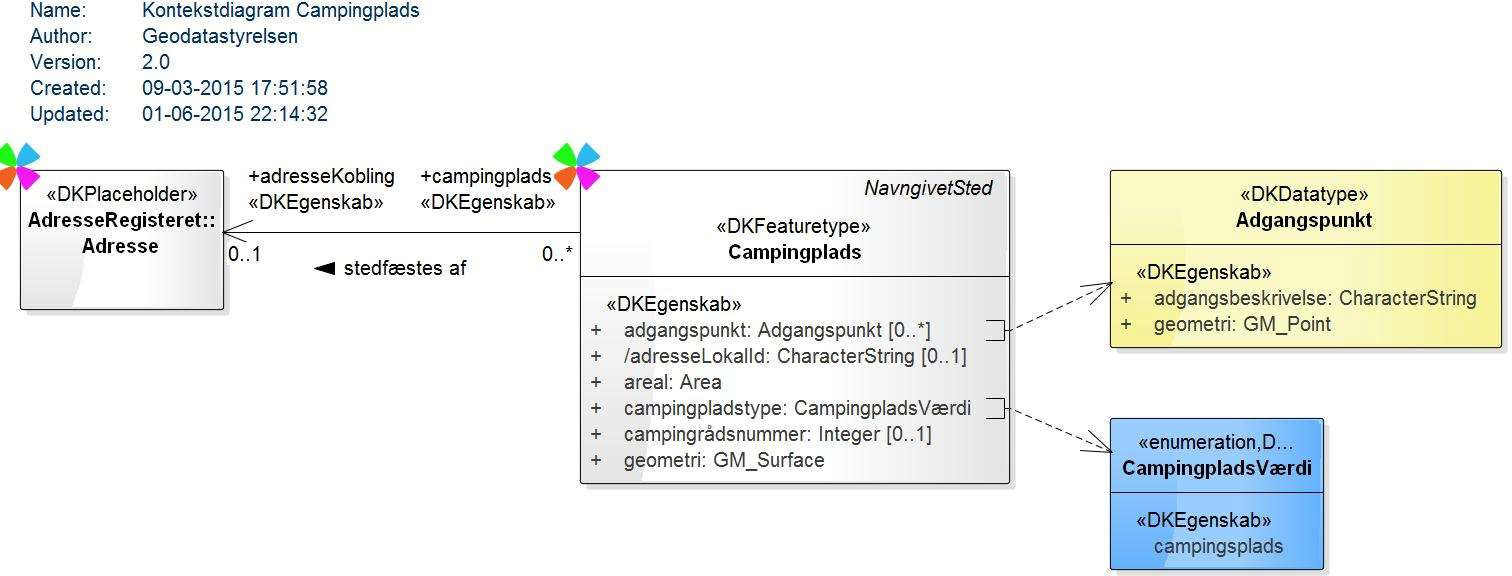 Name: Kontekstdiagram Campingplads
Author: Geodatastyrelsen
Version: 2.0
Created: 09-03-2015 17:51:58
Updated: 01-06-2015 22:14:32
«DKPlaceholder»
AdresseRegisteret::
Adresse
+adresseKobling
«DKEgenskab»
0..1
+campingplads
«DKEgenskab»
0..*
stedfæstes af
NavngivetSted
«DKFeaturetype»
Campingplads
«DKEgenskab»
+ adgangspunkt: Adgangspunkt [0..*]
+ /adresseLokalId: CharacterString [0..1]
+ areal: Area
+ campingpladstype: CampingpladsVærdi
+ campingrådsnummer: Integer [0..1]
+ geometri: GM_Surface
«DKDatatype»
Adgangspunkt
«DKEgenskab»
+ adgangsbeskrivelse: CharacterString
+ geometri: GM_Point
«enumeration,D...
CampingpladsVærdi
«DKEgenskab»
campingsplads